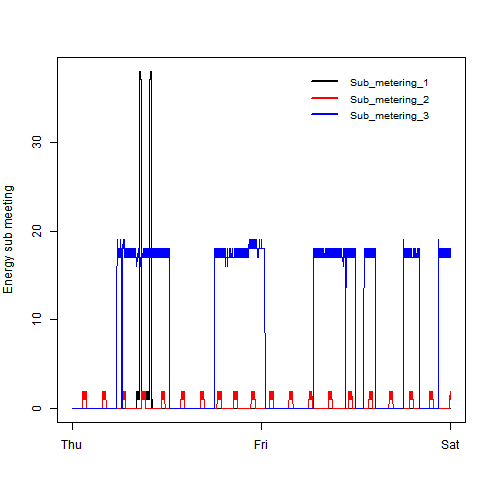 Sub_metering_1
Sub_metering_2
Sub_metering_3
Energy sub meeting
30
20
10
0
Thu Fri Sat